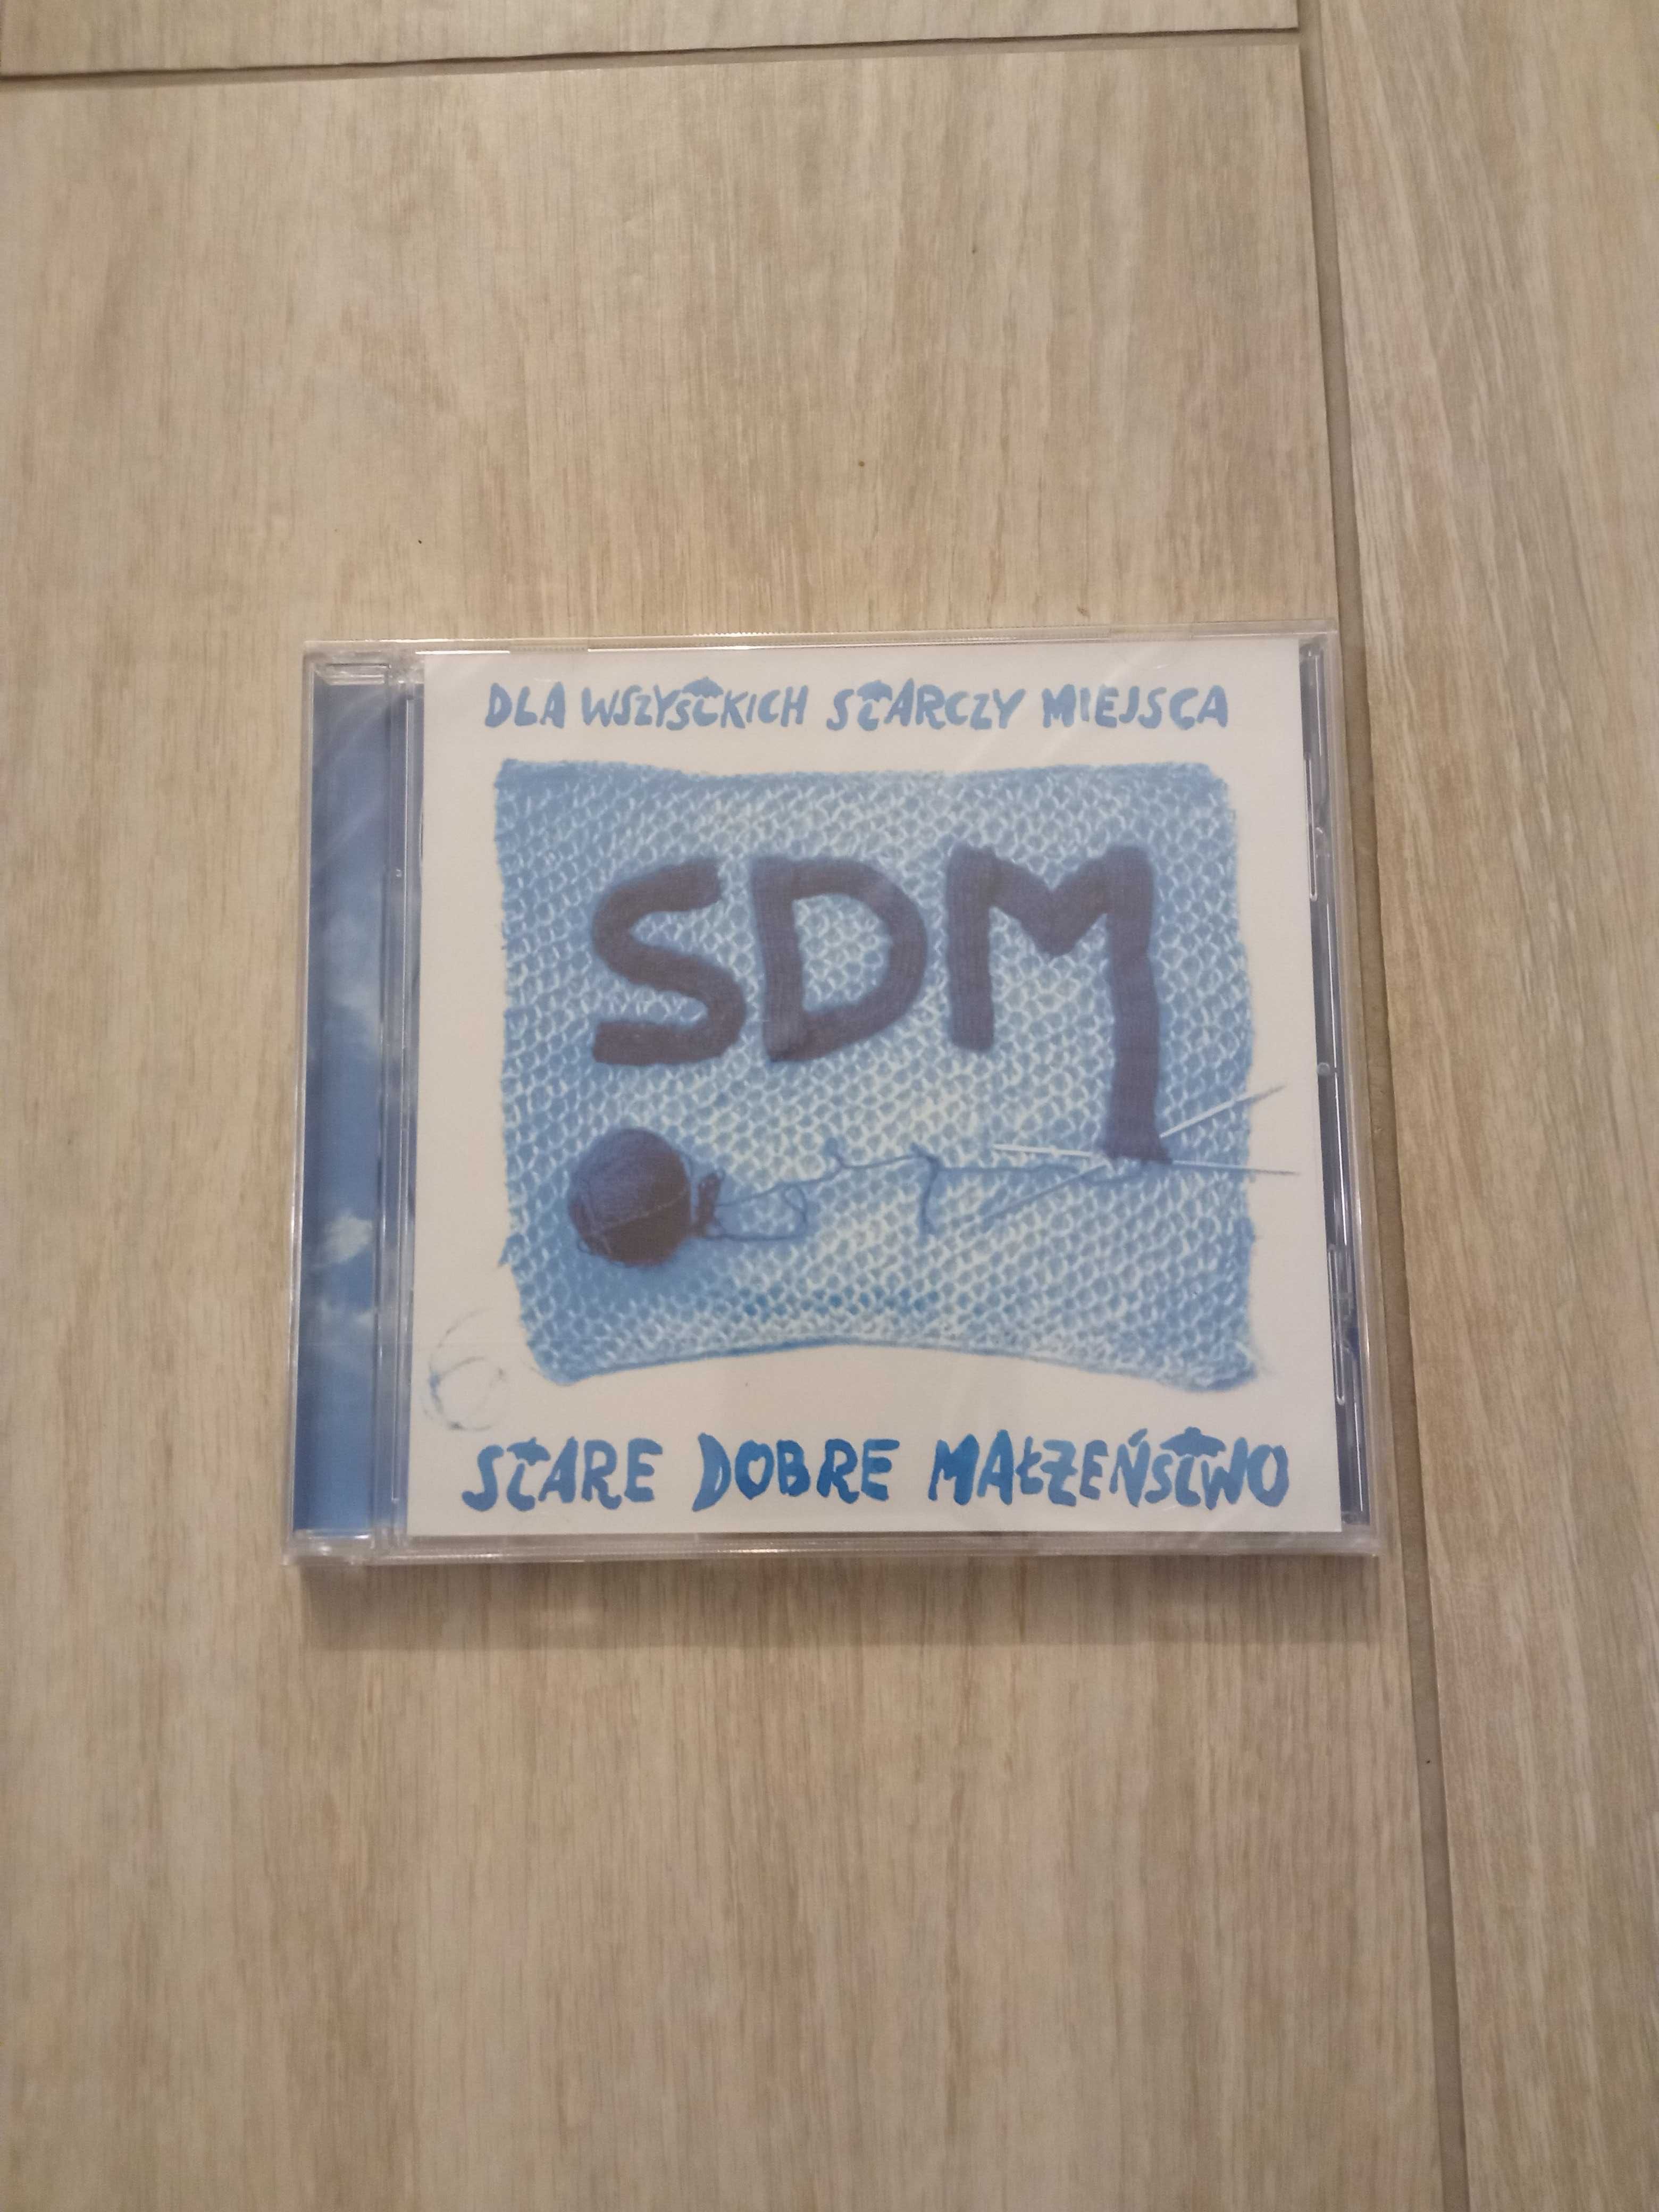 DLA WSZYSTKICH STARCZY MIEJSCA
SDM
STARE DOBRE MAŁŻEŃSTWO